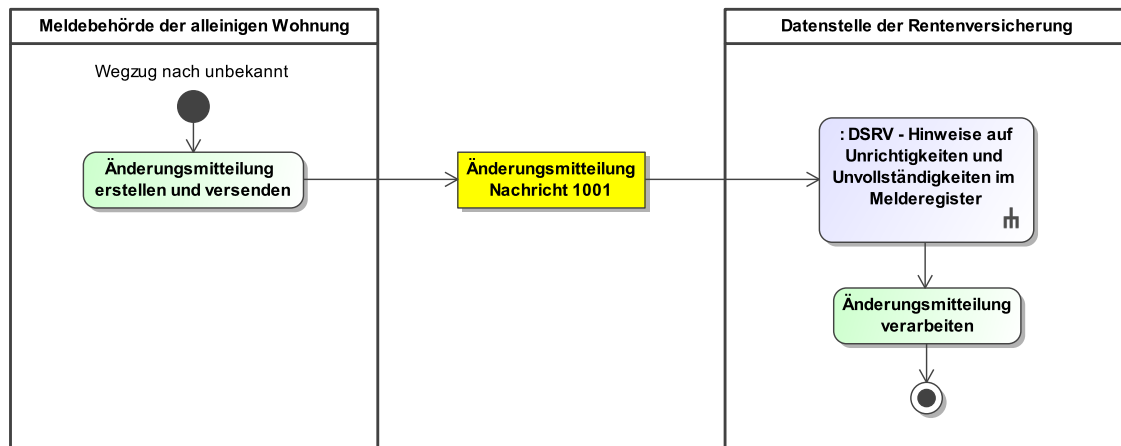 Meldebehörde der alleinigen Wohnung
Datenstelle der Rentenversicherung
Wegzug nach unbekannt
Änderungsmitteilung
erstellen und versenden
Änderungsmitteilung
Nachricht 1001
: DSRV - Hinweise auf
Unrichtigkeiten und
Unvollständigkeiten im
Melderegister
Änderungsmitteilung
verarbeiten